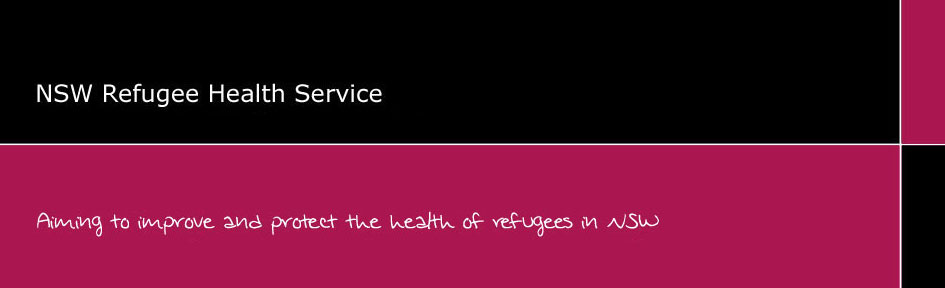 NSW Refugee Health Service
Aiming to improve and protect the health of refugees in NSW